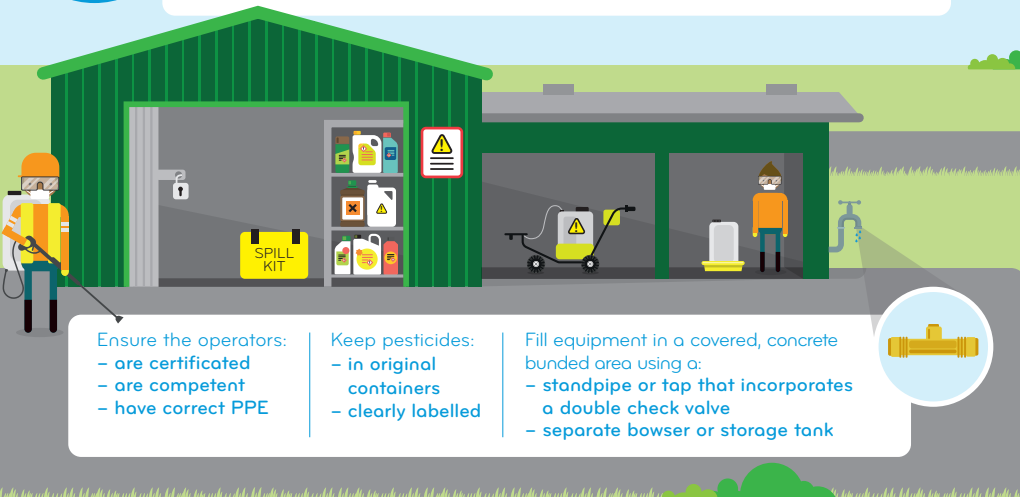 SPILL
KIT
Ensure the operators:
– are certificated
– are competent
– have correct PPE
Keep pesticides:
– in original
containers
– clearly labelled
Fill equipment in a covered, concrete
bunded area using a:
– standpipe or tap that incorporates
a double check valve
– separate bowser or storage tank